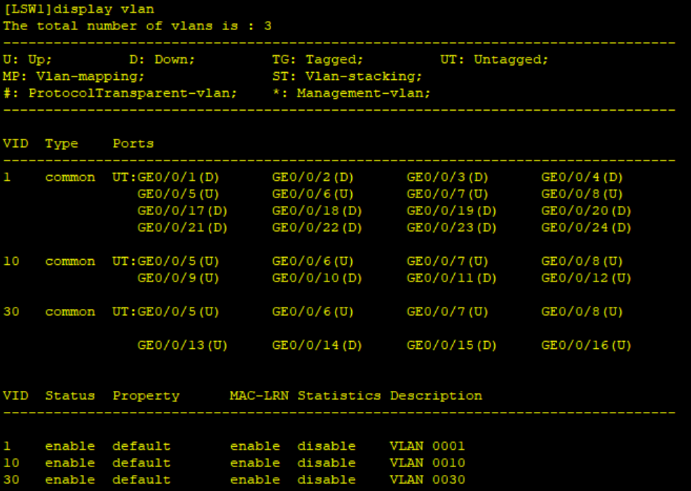 [LSW1]display vlan
The total number of vlans is : 3
--------------------------------------------------------------------------------
U: Up;         D: Down;         TG: Tagged;         UT: Untagged;
MP: Vlan-mapping;               ST: Vlan-stacking;
#: ProtocolTransparent-vlan;    *: Management-vlan;
--------------------------------------------------------------------------------
VID  Type    Ports
--------------------------------------------------------------------------------
1    common  UT:GE0/0/1(D)      GE0/0/2(D)      GE0/0/3(D)      GE0/0/4(D)
                GE0/0/5(U)      GE0/0/6(U)      GE0/0/7(U)      GE0/0/8(U)
                GE0/0/17(D)     GE0/0/18(D)     GE0/0/19(D)     GE0/0/20(D)
                GE0/0/21(D)     GE0/0/22(D)     GE0/0/23(D)     GE0/0/24(D)
10   common  UT:GE0/0/5(U)      GE0/0/6(U)      GE0/0/7(U)      GE0/0/8(U)
                GE0/0/9(U)      GE0/0/10(D)     GE0/0/11(D)     GE0/0/12(U)
30   common  UT:GE0/0/5(U)      GE0/0/6(U)      GE0/0/7(U)      GE0/0/8(U)
                GE0/0/13(U)     GE0/0/14(D)     GE0/0/15(D)     GE0/0/16(U)
VID  Status  Property      MAC-LRN Statistics Description
--------------------------------------------------------------------------------
1    enable  default       enable  disable    VLAN 0001
10   enable  default       enable  disable    VLAN 0010
30   enable  default       enable  disable    VLAN 0030